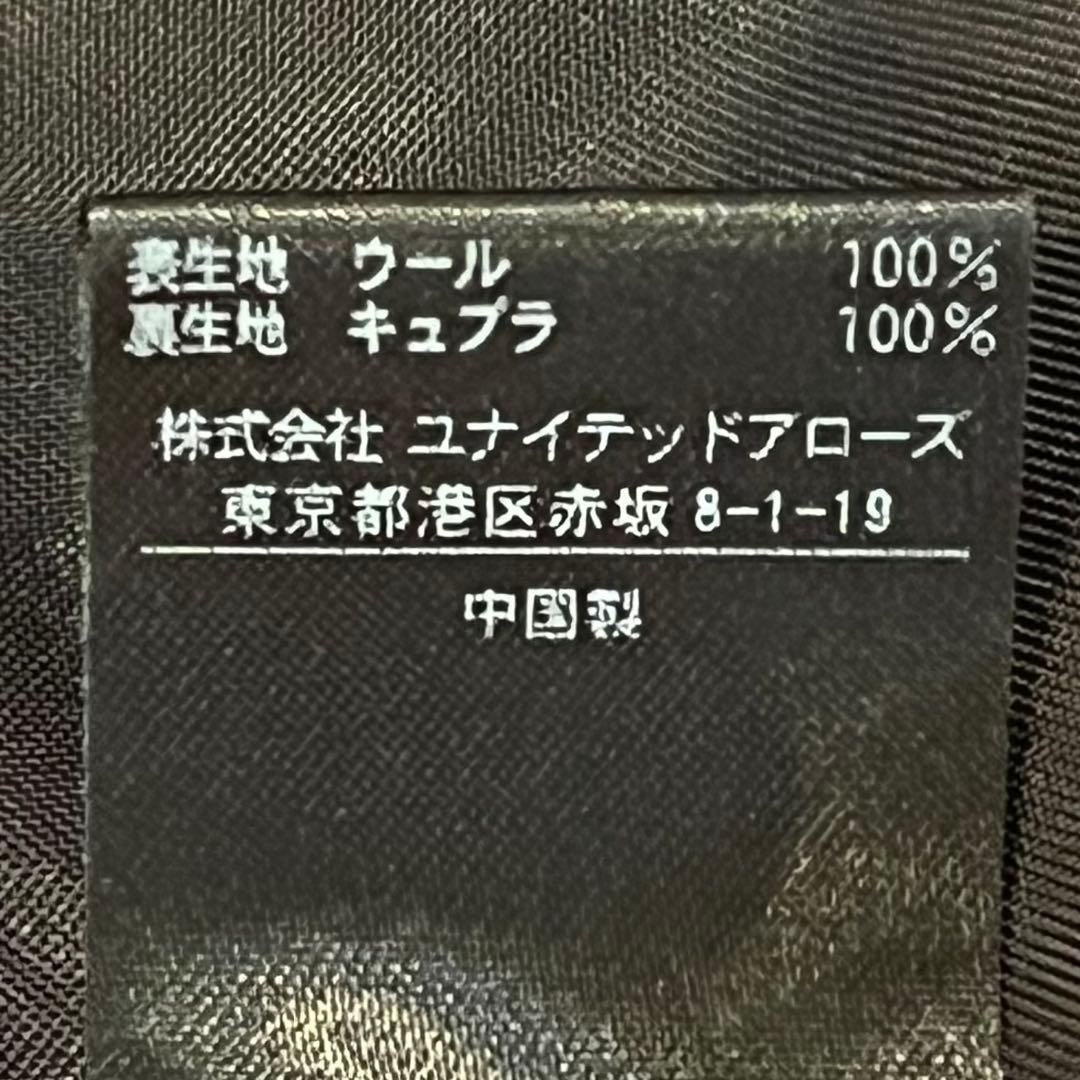 表生地 ウール 100%
裏生地 キュプラ 100%
株式会社 ユナイテッドアローズ
東京都港区赤坂 8-1-19
中国製